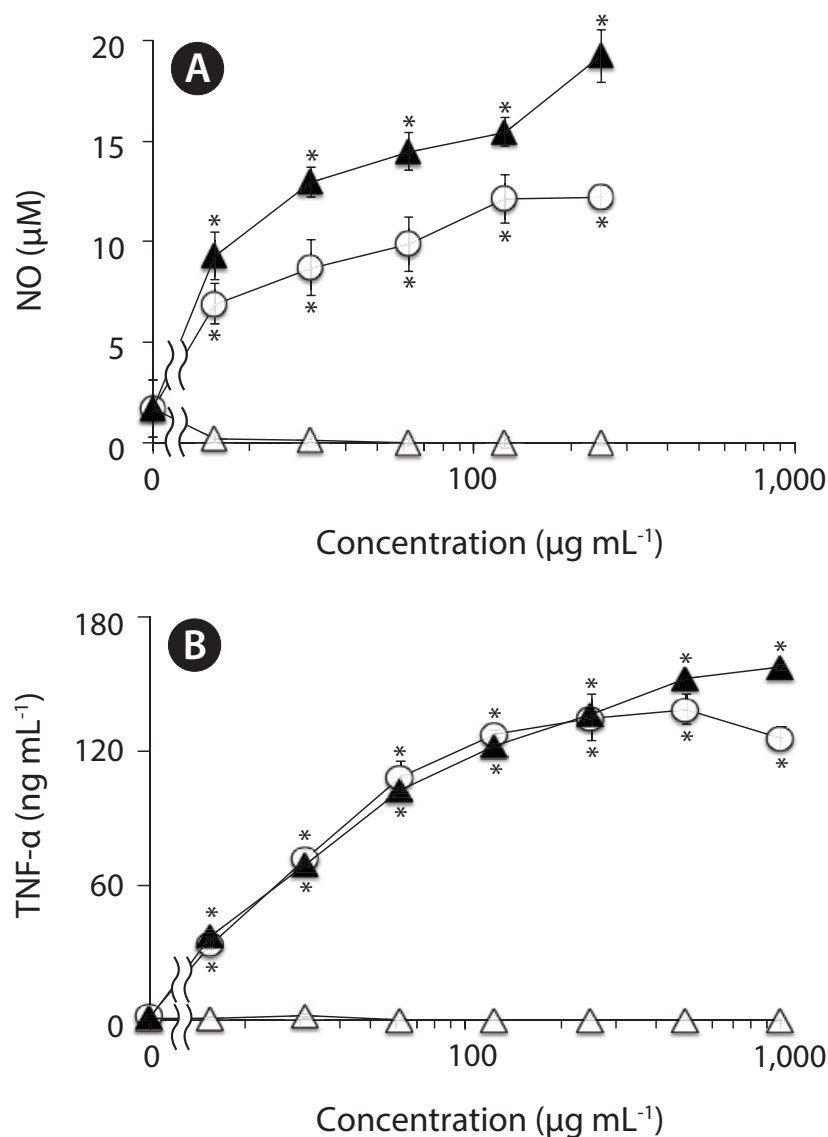 A
20
15
10
5
0
NO (µM)
* * * * *
* * * * *
0 100 1,000
Concentration (µg mL⁻¹)
B
180
120
60
0
TNF-α (ng mL⁻¹)
* * * * * * *
* * * * * * *
0 100 1,000
Concentration (µg mL⁻¹)